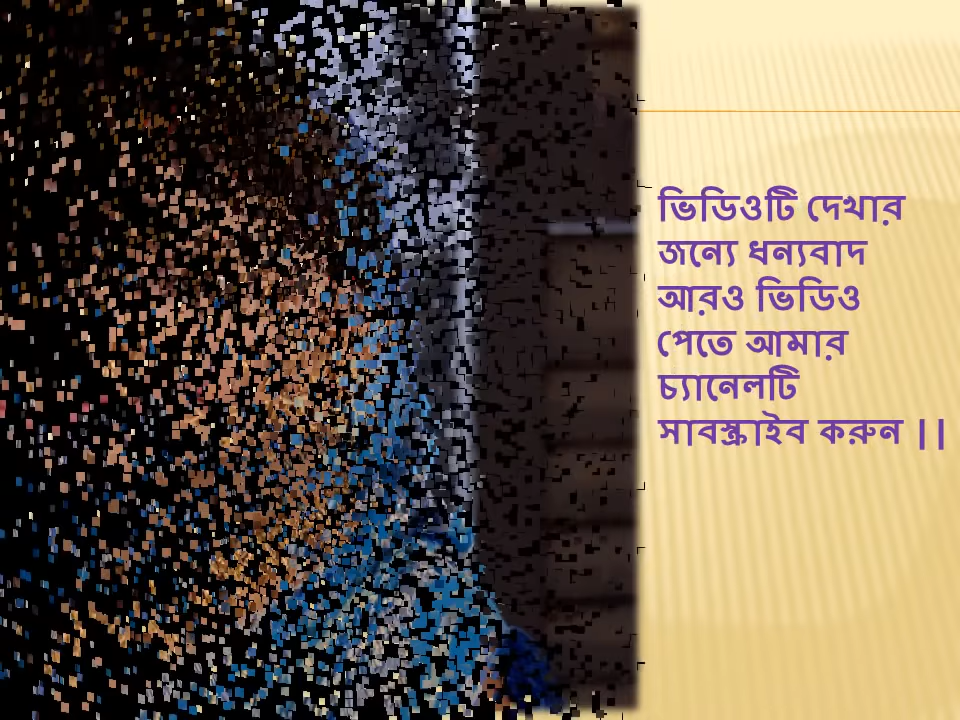 ভিডিওটি দেখার
জন্যে ধন্যবাদ
আরও ভিডিও
পেতে আমার
চ্যানেলটি
সাবস্ক্রাইব করুন ||